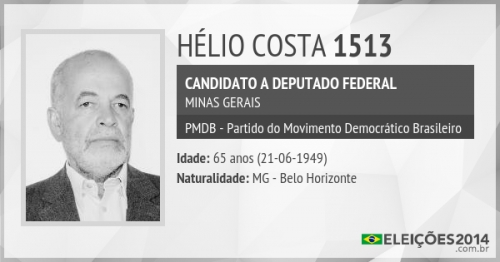 HÉLIO COSTA 1513
CANDIDATO A DEPUTADO FEDERAL
MINAS GERAIS
PMDB - Partido do Movimento Democrático Brasileiro
Idade: 65 anos (21-06-1949)
Naturalidade: MG - Belo Horizonte
ELEIÇÕES2014
.com.br